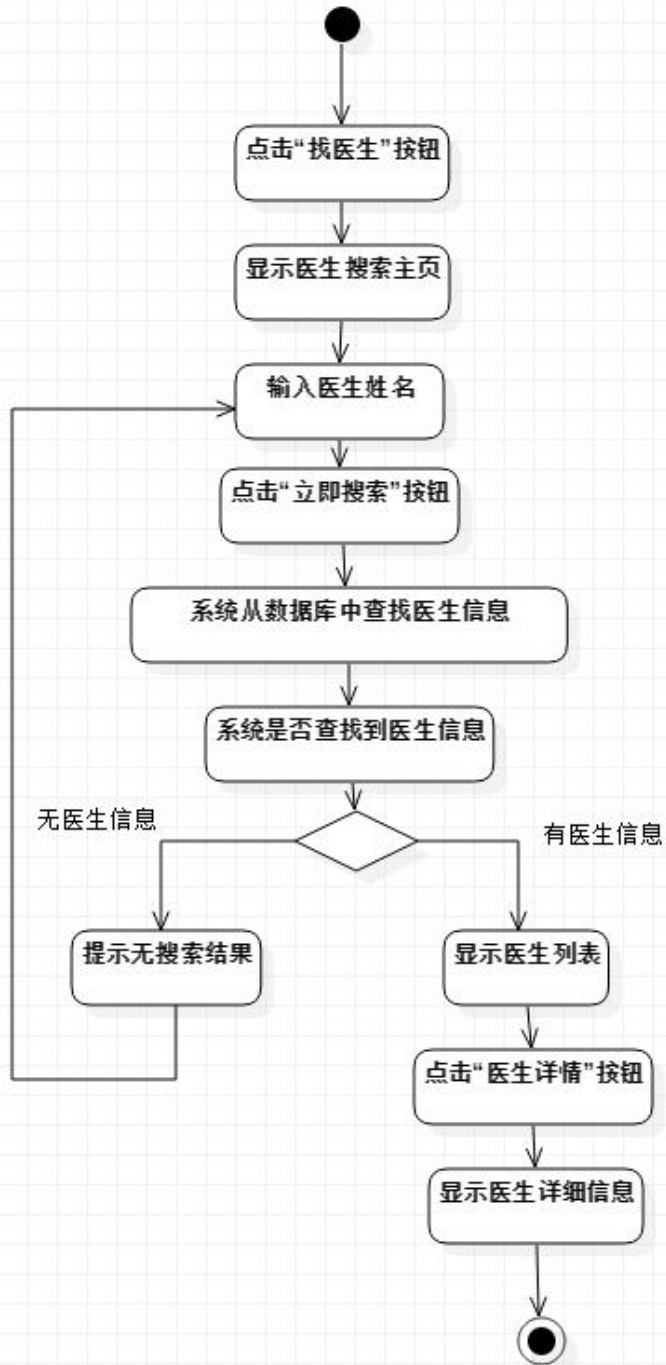 点击“找医生”按钮
显示医生搜索主页
输入医生姓名
点击“立即搜索”按钮
系统从数据库中查找医生信息
系统是否查找到医生信息
无医生信息
有医生信息
提示无搜索结果
显示医生列表
点击“医生详情”按钮
显示医生详细信息